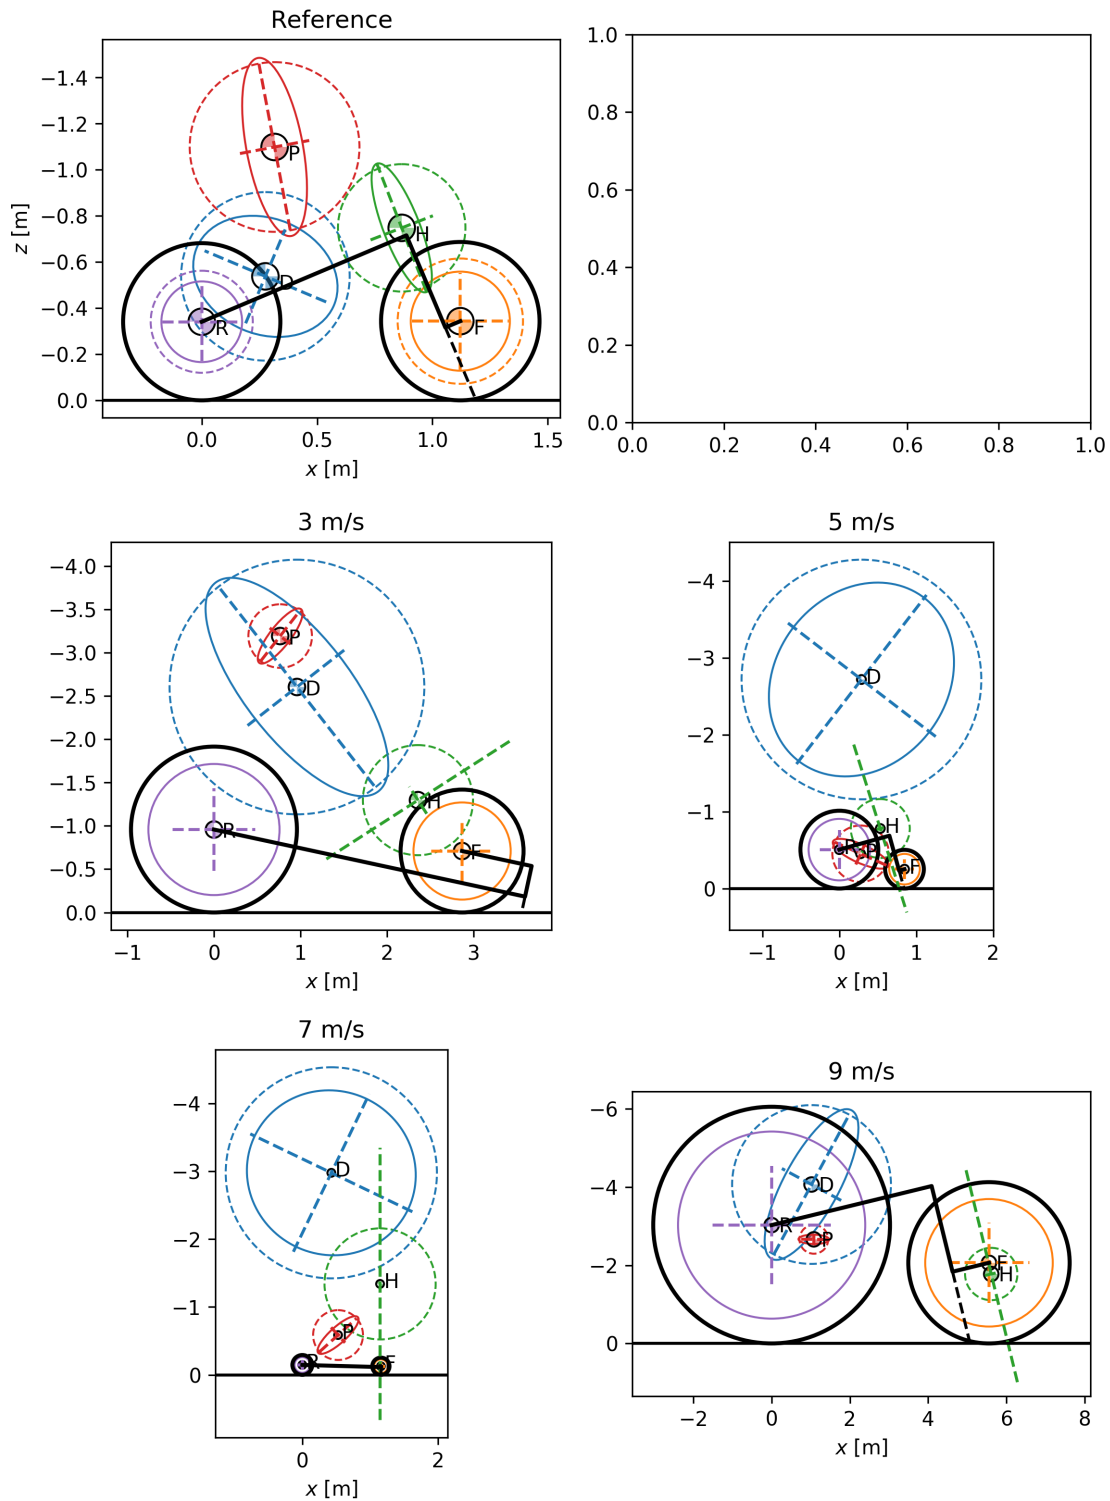 Reference
−1.4
−1.2
−1.0
−0.8
−0.6
−0.4
−0.2
0.0
z [m]
P
H
D
R
F
0.0 0.5 1.0 1.5
x [m]
1.0
0.8
0.6
0.4
0.2
0.0
0.0 0.2 0.4 0.6 0.8 1.0
3 m/s
−4.0
−3.5
−3.0
−2.5
−2.0
−1.5
−1.0
−0.5
0.0
P
D
H
R
F
−1 0 1 2 3
x [m]
5 m/s
−4
−3
−2
−1
0
D
H
R
P
F
−1 0 1 2
x [m]
7 m/s
−4
−3
−2
−1
0
D
H
P
R
F
0 2
x [m]
9 m/s
−6
−4
−2
0
D
R
P
F
H
−2 0 2 4 6 8
x [m]